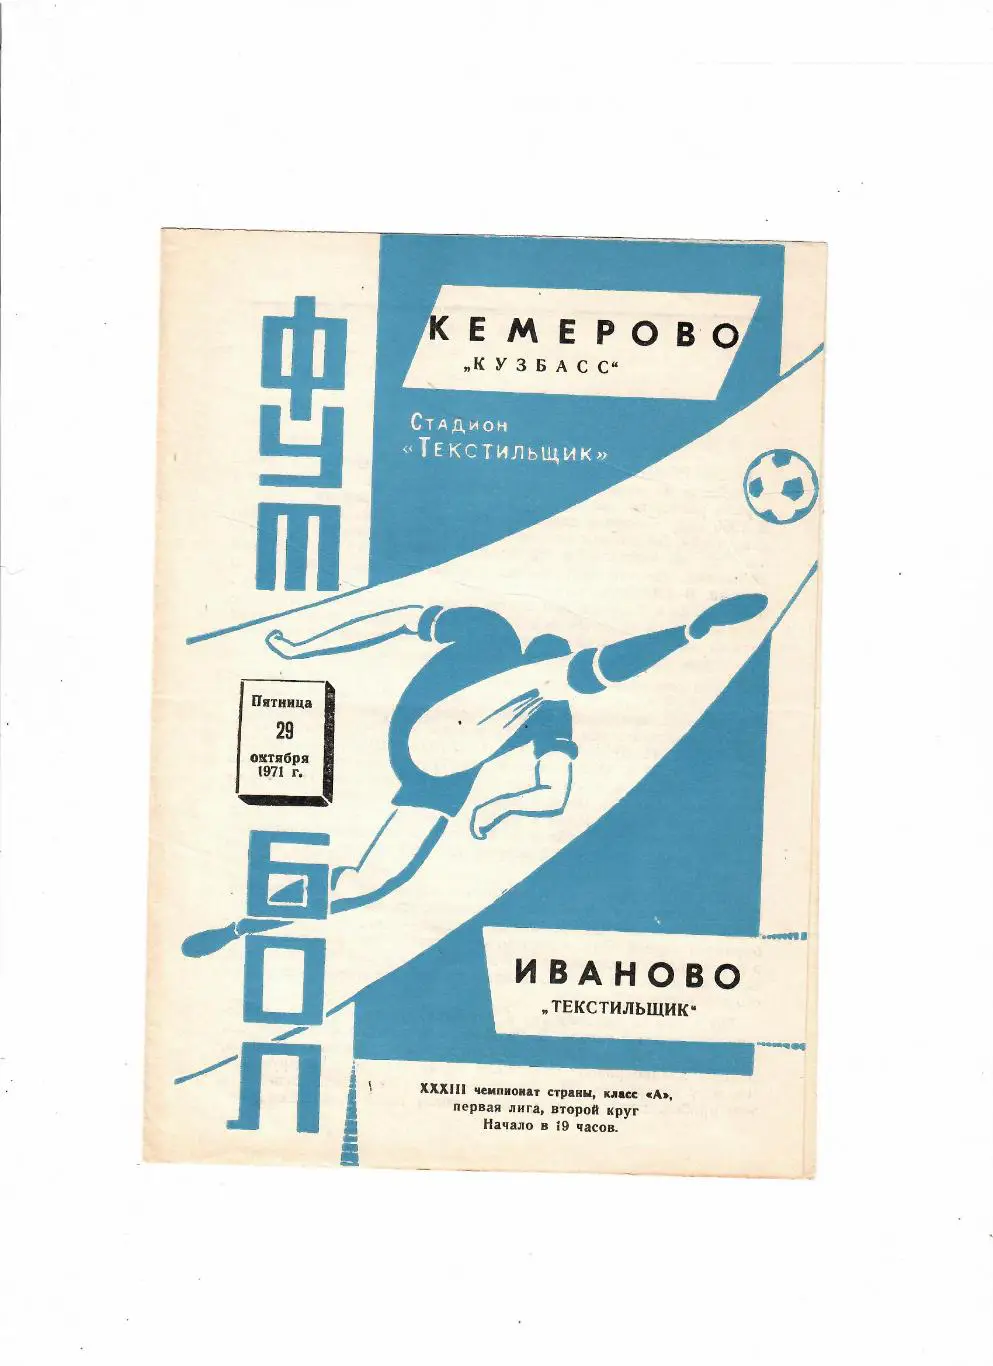 ФУТ
БОЛ
КЕМЕРОВО
„КУЗБАСС“
Стадион
«Текстильщик»
Пятница
29
октября
1971 г.
ИВАНОВО
„ТЕКСТИЛЬЩИК“
XXXIII чемпионат страны, класс «А»,
первая лига, второй круг
Начало в 19 часов.